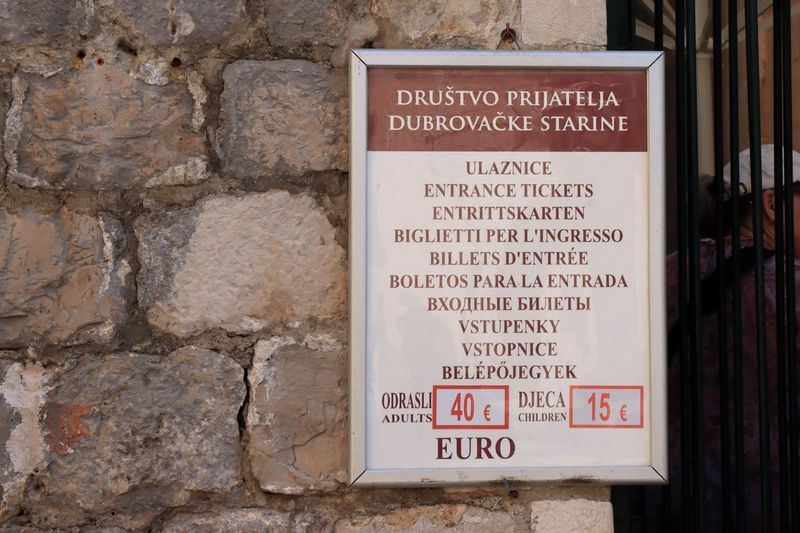 DRUŠTVO PRIJATELJA
DUBROVAČKE STARINE
ULAZNICE
ENTRANCE TICKETS
ENTRITTSKARTEN
BIGLIETTI PER L'INGRESSO
BILLETS D'ENTRÉE
BOLETOS PARA LA ENTRADA
ВХОДНЫЕ БИЛЕТЫ
VSTUPENKY
VSTOPNICE
BELÉPŐJEGYEK
ODRASLI 40 € DJECA 15 €
ADULTS CHILDREN
EURO